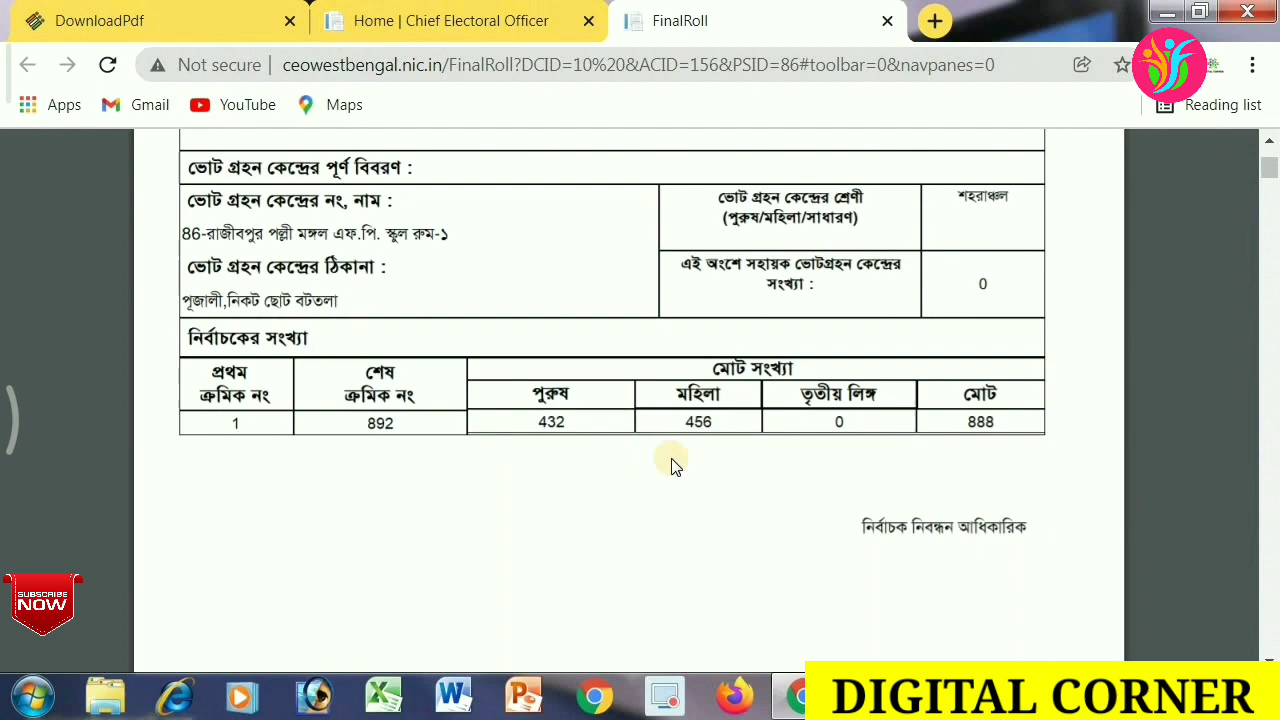 DownloadPdf
Home | Chief Electoral Officer
FinalRoll
Not secure | ceowestbengal.nic.in/FinalRoll?DCID=10%20&ACID=156&PSID=86#toolbar=0&navpanes=0
Apps Gmail YouTube Maps Reading list
ভোট গ্রহন কেন্দ্রের পূর্ণ বিবরণ :
ভোট গ্রহন কেন্দ্রের নং, নাম :
86-রাজীবপুর পল্লী মঙ্গল এফ.পি. স্কুল রুম-১
ভোট গ্রহন কেন্দ্রের ঠিকানা :
পূজালী,নিকট ছোট বটতলা
ভোট গ্রহন কেন্দ্রের শ্রেণী
(পুরুষ/মহিলা/সাধারণ)
শহরাঞ্চল
এই অংশে সহায়ক ভোটগ্রহন কেন্দ্রের
সংখ্যা :
0
নির্বাচকের সংখ্যা
প্রথম
ক্রমিক নং
শেষ
ক্রমিক নং
মোট সংখ্যা
পুরুষ মহিলা তৃতীয় লিঙ্গ মোট
1 892 432 456 0 888
নির্বাচক নিবন্ধন আধিকারিক
SUBSCRIBE
NOW
DIGITAL CORNER